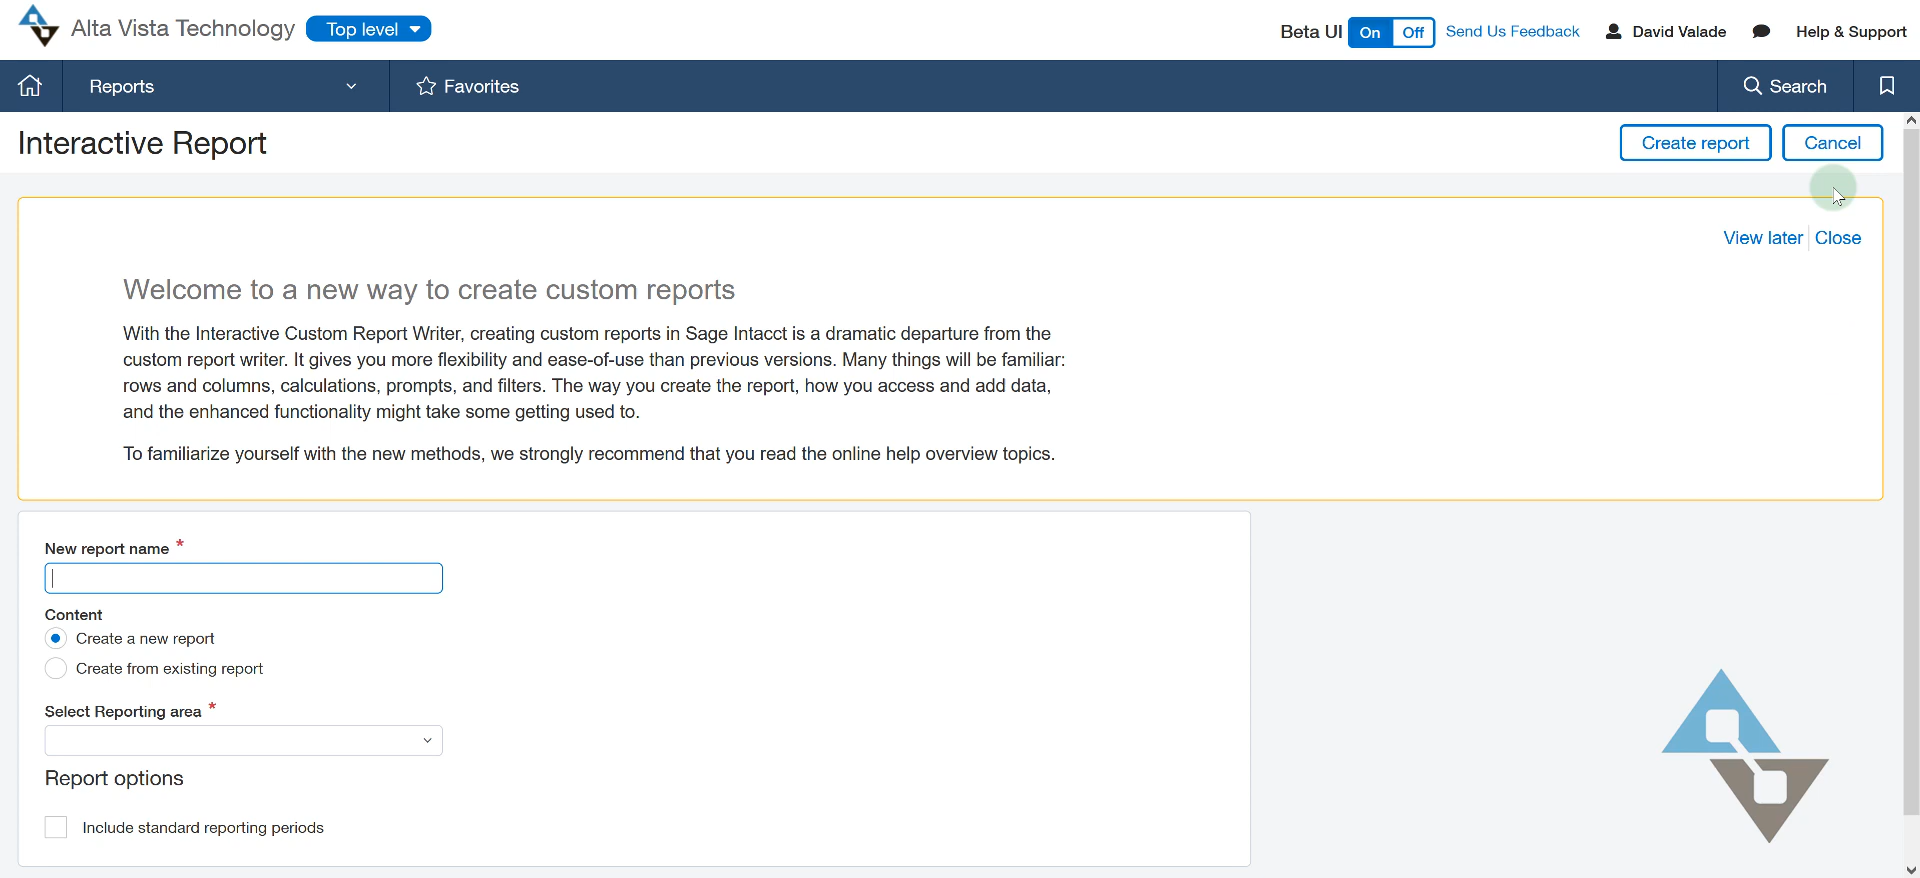 Alta Vista Technology
Top level
Beta UI
On
Off
Send Us Feedback
David Valade
Help & Support
Reports
Favorites
Search
Interactive Report
Create report
Cancel
View later
Close
Welcome to a new way to create custom reports
With the Interactive Custom Report Writer, creating custom reports in Sage Intacct is a dramatic departure from the
custom report writer. It gives you more flexibility and ease-of-use than previous versions. Many things will be familiar:
rows and columns, calculations, prompts, and filters. The way you create the report, how you access and add data,
and the enhanced functionality might take some getting used to.
To familiarize yourself with the new methods, we strongly recommend that you read the online help overview topics.
New report name *
Content
Create a new report
Create from existing report
Select Reporting area *
Report options
Include standard reporting periods